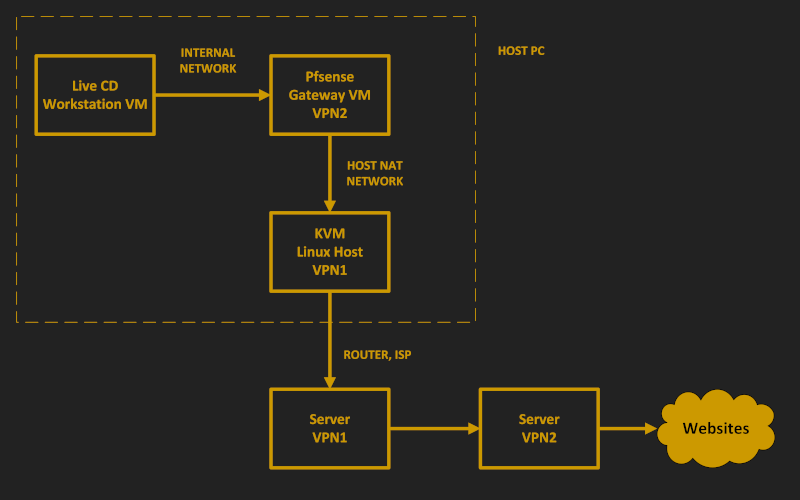 INTERNAL
NETWORK
HOST PC
Live CD
Workstation VM
Pfsense
Gateway VM
VPN2
HOST NAT
NETWORK
KVM
Linux Host
VPN1
ROUTER, ISP
Server
VPN1
Server
VPN2
Websites